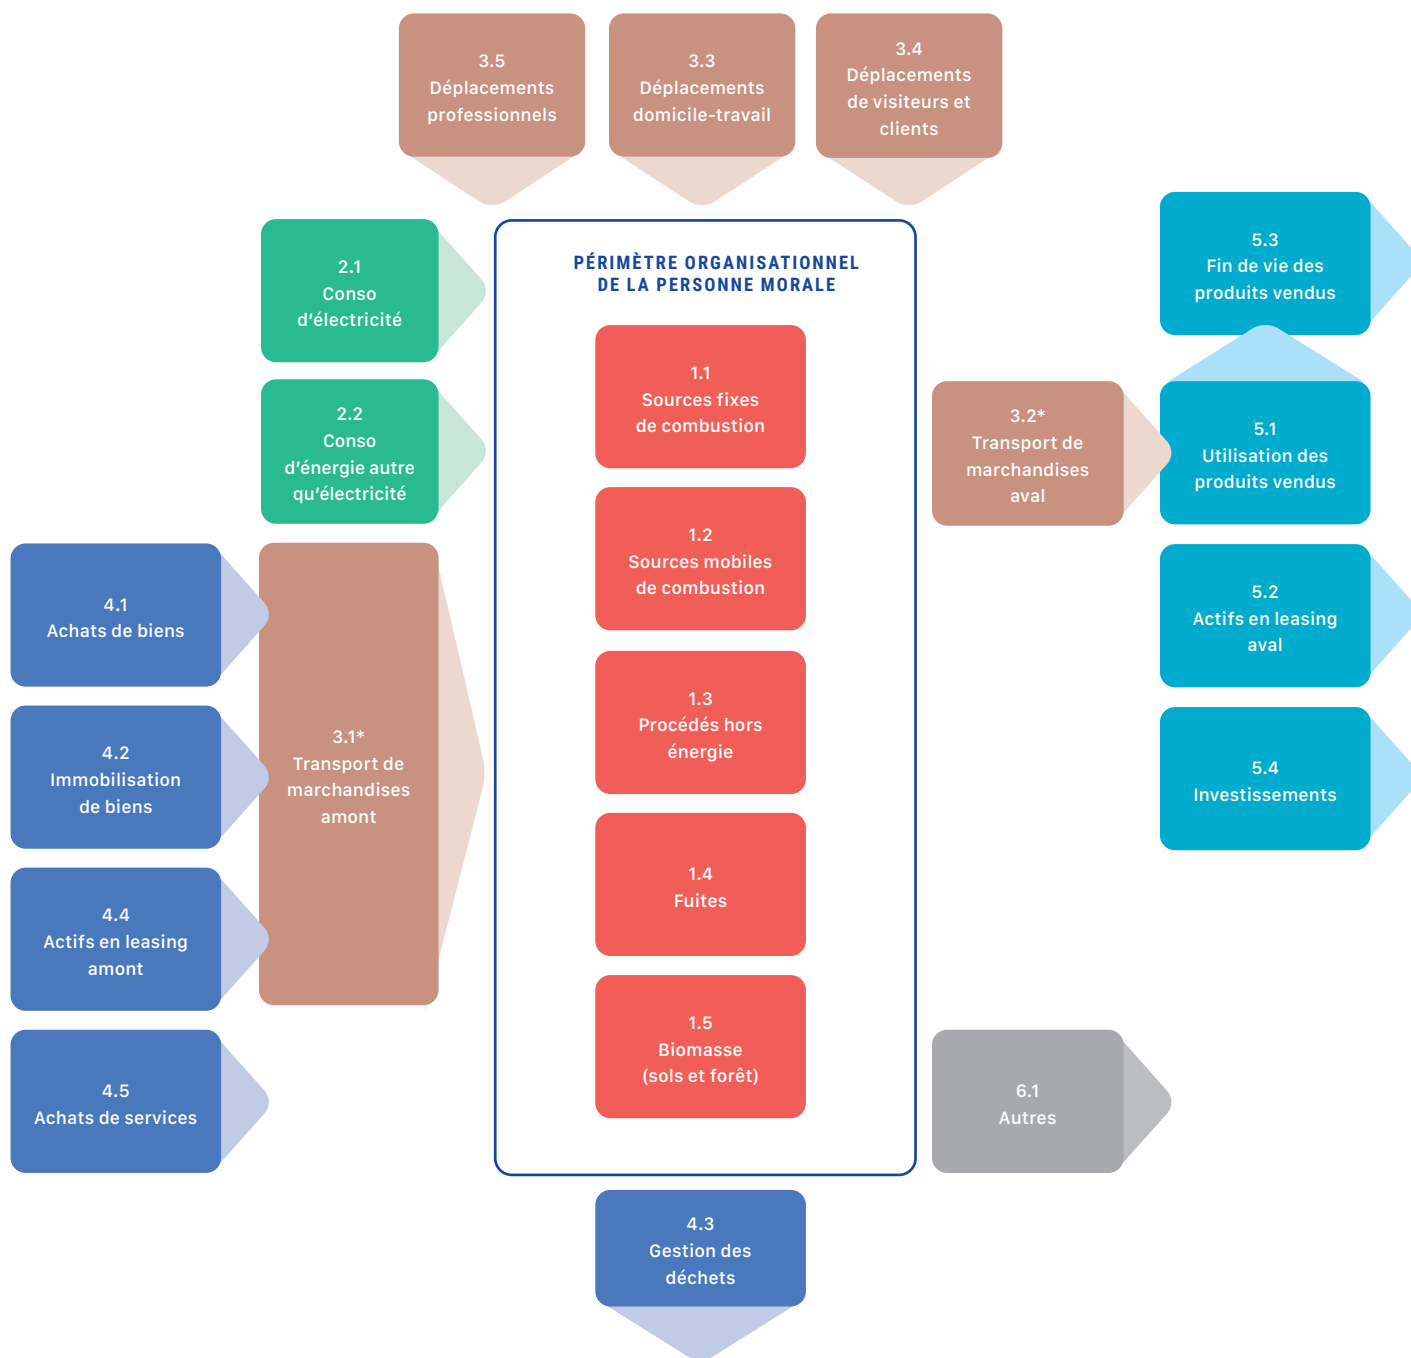 3.5
Déplacements
professionnels
3.3
Déplacements
domicile-travail
3.4
Déplacements
de visiteurs et
clients
2.1
Conso
d'électricité
2.2
Conso
d'énergie autre
qu'électricité
PÉRIMÈTRE ORGANISATIONNEL
DE LA PERSONNE MORALE
1.1
Sources fixes
de combustion
1.2
Sources mobiles
de combustion
1.3
Procédés hors
énergie
1.4
Fuites
1.5
Biomasse
(sols et forêt)
4.1
Achats de biens
4.2
Immobilisation
de biens
4.4
Actifs en leasing
amont
4.5
Achats de services
3.1*
Transport de
marchandises
amont
3.2*
Transport de
marchandises
aval
5.3
Fin de vie des
produits vendus
5.1
Utilisation des
produits vendus
5.2
Actifs en leasing
aval
5.4
Investissements
6.1
Autres
4.3
Gestion des
déchets